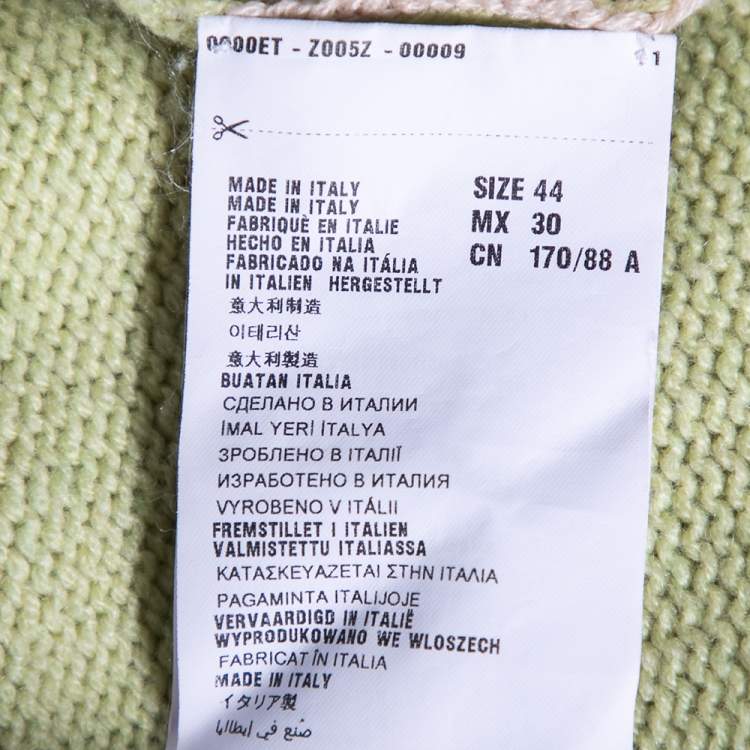 0000ET - Z005Z - 00009 1
MADE IN ITALY
MADE IN ITALY
FABRIQUÈ EN ITALIE
HECHO EN ITALIA
FABRICADO NA ITÁLIA
IN ITALIEN HERGESTELLT
意大利制造
이태리산
意大利製造
BUATAN ITALIA
СДЕЛАНО В ИТАЛИИ
İMAL YERİ İTALYA
ЗРОБЛЕНО В ІТАЛІЇ
ИЗРАБОТЕНО В ИТАЛИЯ
VYROBENO V ITÁLII
FREMSTILLET I ITALIEN
VALMISTETTU ITALIASSA
ΚΑΤΑΣΚΕΥΑΖΕΤΑΙ ΣΤΗΝ ΙΤΑΛΙΑ
PAGAMINTA ITALIJOJE
VERVAARDIGD IN ITALIË
WYPRODUKOWANO WE WLOSZECH
FABRICAT ÎN ITALIA
MADE IN ITALY
イタリア製
صُنع في ايطاليا
SIZE 44
MX 30
CN 170/88 A